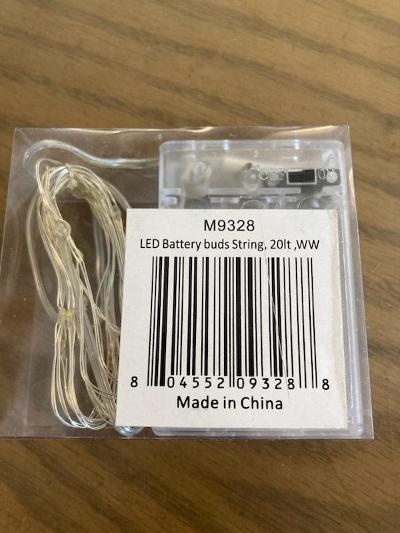 M9328
LED Battery buds String, 20lt ,WW
8 04552 09328 8
Made in China